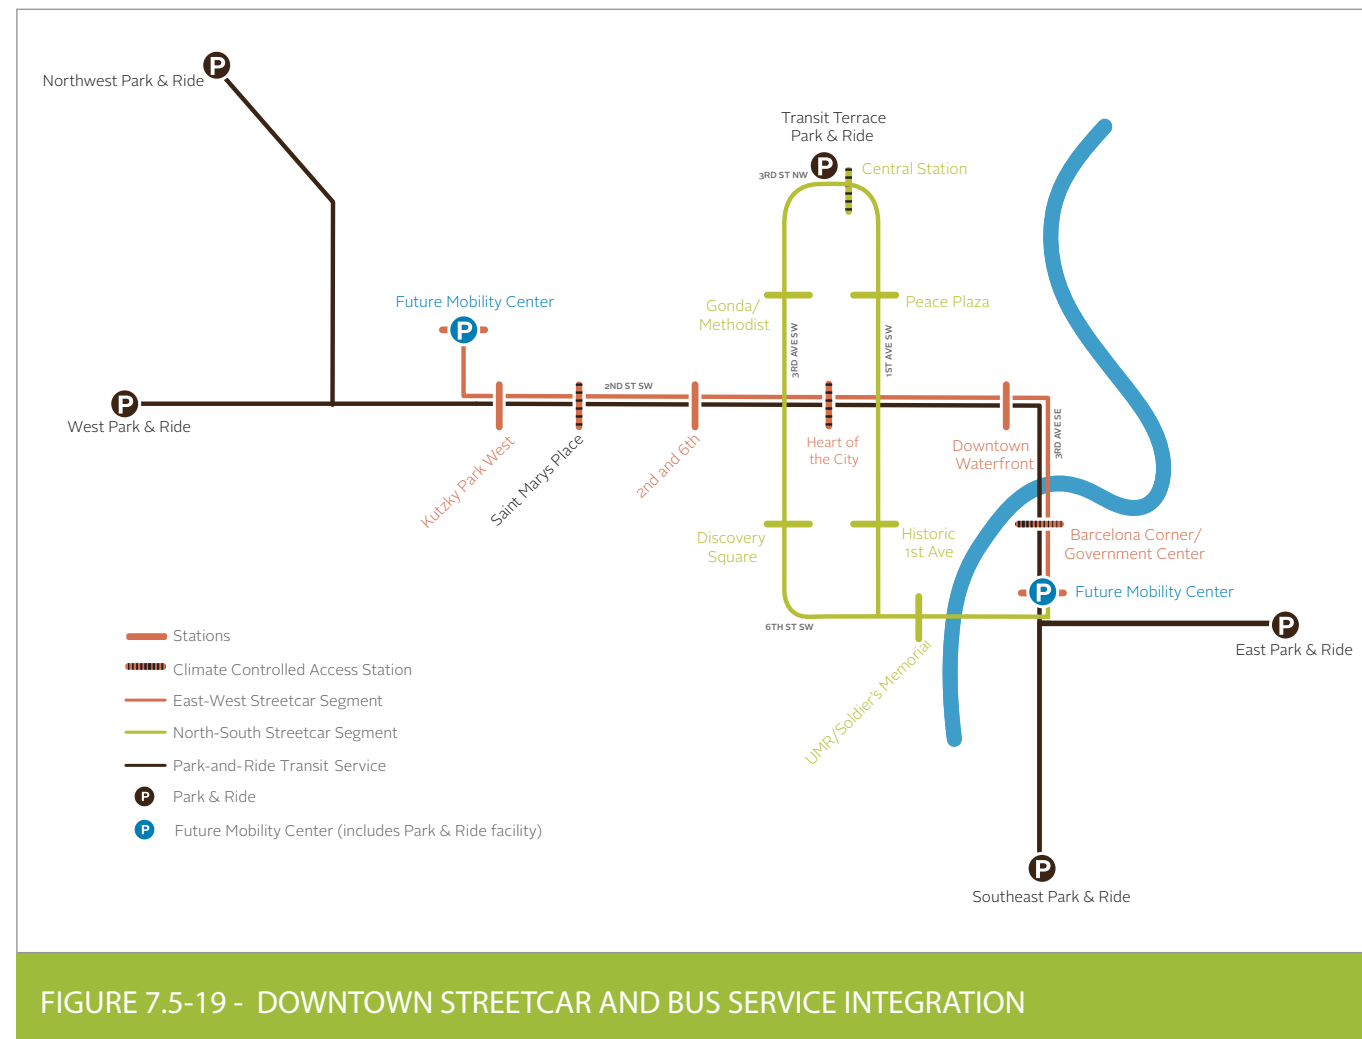 Northwest Park & Ride
P
Transit Terrace
Park & Ride
P
3RD ST NW
Central Station
Future Mobility Center
P
Gonda/
Methodist
Peace Plaza
3RD AVE SW
1ST AVE SW
2ND ST SW
P
West Park & Ride
Kutzky Park West
Saint Marys Place
2nd and 6th
Heart of
the City
Downtown
Waterfront
3RD AVE SE
Discovery
Square
Historic
1st Ave
Barcelona Corner/
Government Center
P
Future Mobility Center
6TH ST SW
UMR/Soldier's Memorial
P
East Park & Ride
Stations
Climate Controlled Access Station
East-West Streetcar Segment
North-South Streetcar Segment
Park-and-Ride Transit Service
P Park & Ride
P Future Mobility Center (includes Park & Ride facility)
P
Southeast Park & Ride
FIGURE 7.5-19 - DOWNTOWN STREETCAR AND BUS SERVICE INTEGRATION